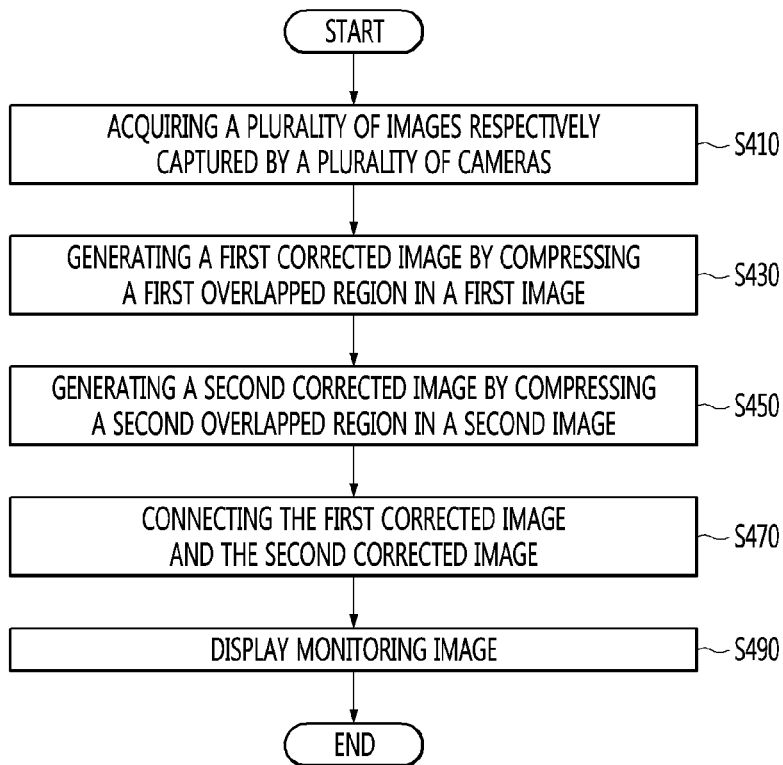 START
ACQUIRING A PLURALITY OF IMAGES RESPECTIVELY
CAPTURED BY A PLURALITY OF CAMERAS
S410
GENERATING A FIRST CORRECTED IMAGE BY COMPRESSING
A FIRST OVERLAPPED REGION IN A FIRST IMAGE
S430
GENERATING A SECOND CORRECTED IMAGE BY COMPRESSING
A SECOND OVERLAPPED REGION IN A SECOND IMAGE
S450
CONNECTING THE FIRST CORRECTED IMAGE
AND THE SECOND CORRECTED IMAGE
S470
DISPLAY MONITORING IMAGE
S490
END